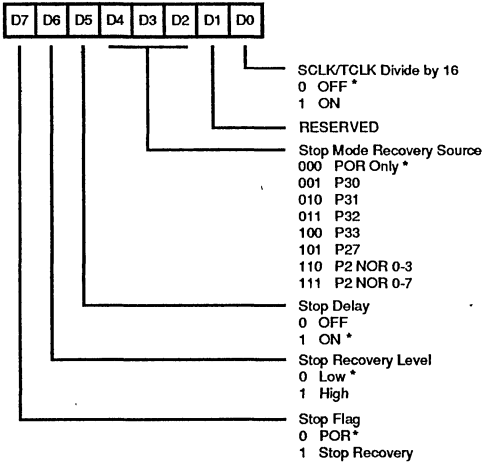 D7 D6 D5 D4 D3 D2 D1 D0
SCLK/TCLK Divide by 16
0 OFF *
1 ON
RESERVED
Stop Mode Recovery Source
000 POR Only *
001 P30
010 P31
011 P32
100 P33
101 P27
110 P2 NOR 0-3
111 P2 NOR 0-7
Stop Delay
0 OFF
1 ON *
Stop Recovery Level
0 Low *
1 High
Stop Flag
0 POR*
1 Stop Recovery